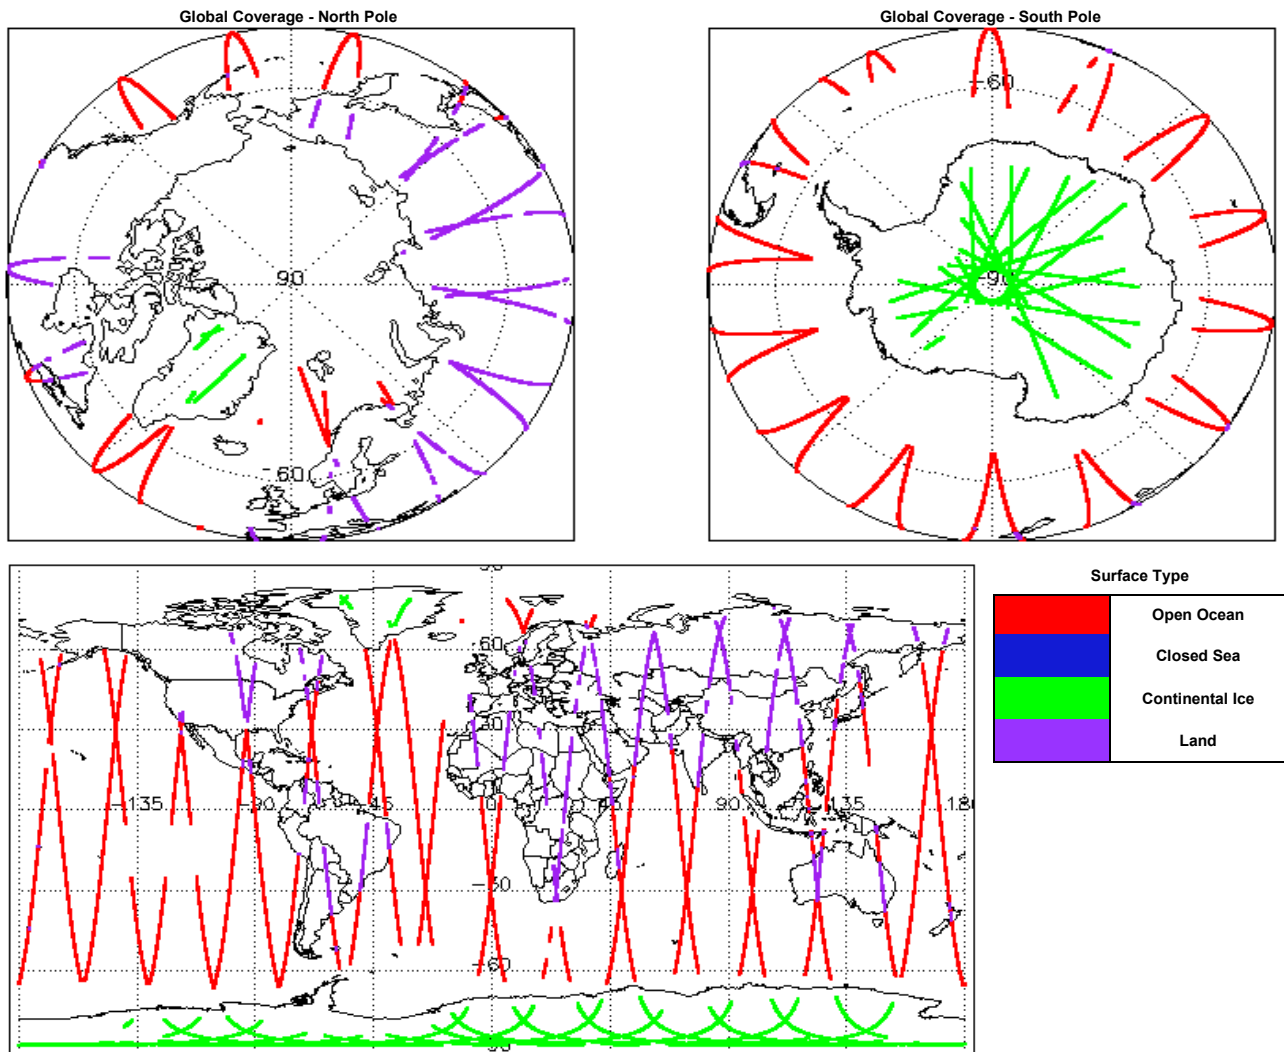 Global Coverage - North Pole
Global Coverage - South Pole
90
60
-60
-90
Surface Type
Open Ocean
Closed Sea
Continental Ice
Land
60
30
-135 -90 -45 0 45 90 135
-30
-60